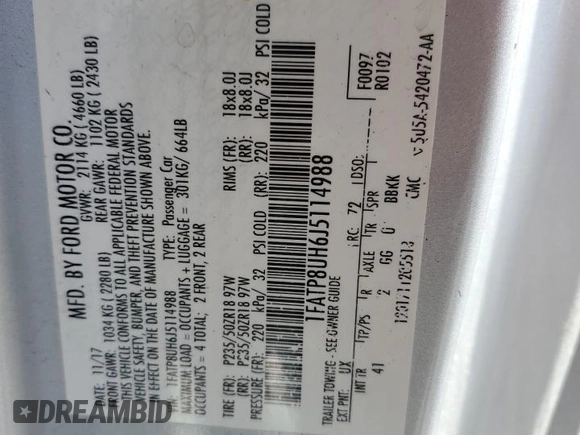 MFD. BY FORD MOTOR CO.
11/17 GVWR: 2114 KG ( 4660 LB)
FRONT GAWR: 1034 KG ( 2280 LB) REAR GAWR: 1102 KG ( 2430 LB)
THIS VEHICLE CONFORMS TO ALL APPLICABLE FEDERAL MOTOR
VEHICLE SAFETY, BUMPER, AND THEFT PREVENTION STANDARDS
IN EFFECT ON THE DATE OF MANUFACTURE SHOWN ABOVE.
1FATP8UH6J5114988 TYPE: Passenger Car
MAXIMUM LOAD = OCCUPANTS + LUGGAGE = 301KG/ 664LB
OCCUPANTS = 4 TOTAL; 2 FRONT, 2 REAR
TIRE (FR): P235/50ZR18 97W RIMS (FR): 18x8.0J
(RR): P235/50ZR18 97W (RR): 18x8.0J
PRESSURE (FR): 220 kPa/ 32 PSI COLD (RR): 220 kPa/ 32 PSI COLD
1FATP8UH6J5114988
TRAILER TOWING - SEE OWNER GUIDE
EXT PNT: UX RC: 72 DSO: F0097
R0102
INT TR TP/PS R AXLE TR SPR
41 2 GG BBKK
CMC
5U5A-5420472-AA
DREAMBID